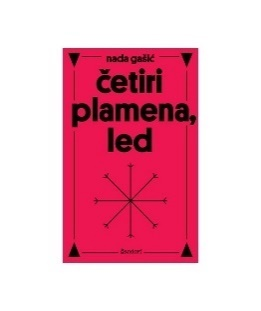 nada gašić
četiri
plamena,
led